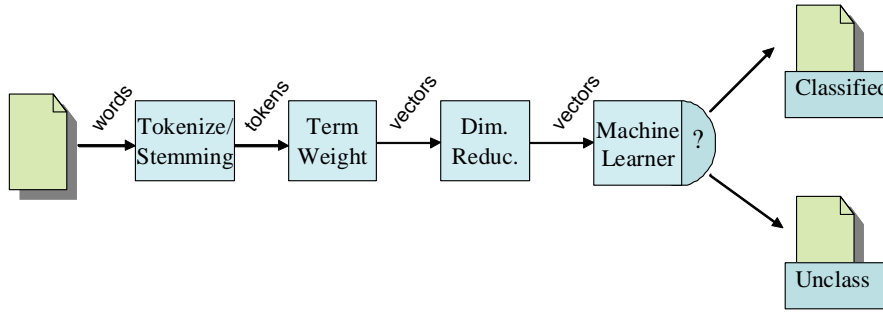 words
Tokenize/
Stemming
tokens
Term
Weight
vectors
Dim.
Reduc.
vectors
Machine
Learner
?
Classified
Unclass